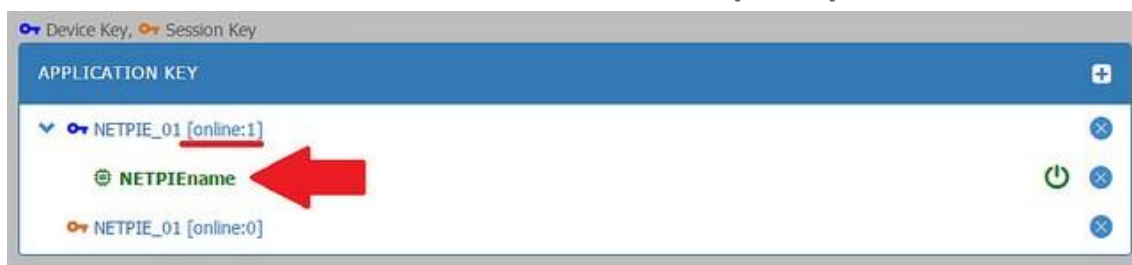 Device Key, Session Key
APPLICATION KEY
NETPIE_01 [online:1]
NETPIEname
NETPIE_01 [online:0]